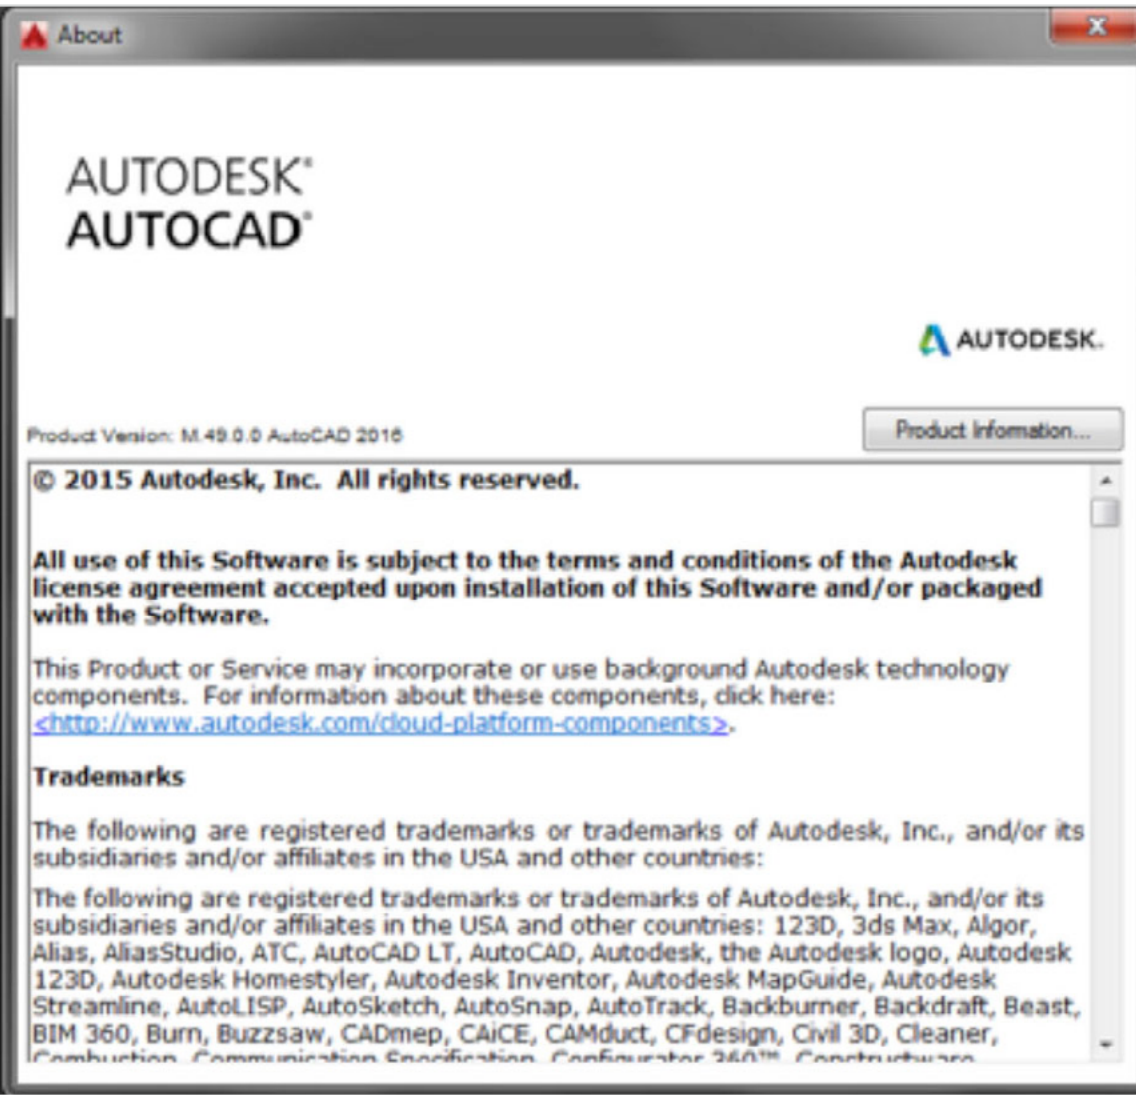 About
AUTODESK®
AUTOCAD®
AUTODESK.
Product Version: M.49.0.0 AutoCAD 2016
Product Information...
© 2015 Autodesk, Inc.  All rights reserved.
All use of this Software is subject to the terms and conditions of the Autodesk
license agreement accepted upon installation of this Software and/or packaged
with the Software.
This Product or Service may incorporate or use background Autodesk technology
components.  For information about these components, click here:
<http://www.autodesk.com/cloud-platform-components>.
Trademarks
The following are registered trademarks or trademarks of Autodesk, Inc., and/or its
subsidiaries and/or affiliates in the USA and other countries:
The following are registered trademarks or trademarks of Autodesk, Inc., and/or its
subsidiaries and/or affiliates in the USA and other countries: 123D, 3ds Max, Algor,
Alias, AliasStudio, ATC, AutoCAD LT, AutoCAD, Autodesk, the Autodesk logo, Autodesk
123D, Autodesk Homestyler, Autodesk Inventor, Autodesk MapGuide, Autodesk
Streamline, AutoLISP, AutoSketch, AutoSnap, AutoTrack, Backburner, Backdraft, Beast,
BIM 360, Burn, Buzzsaw, CADmep, CAiCE, CAMduct, CFdesign, Civil 3D, Cleaner,
Combustion, Communication Specification, Configurator 360™, Constructware,